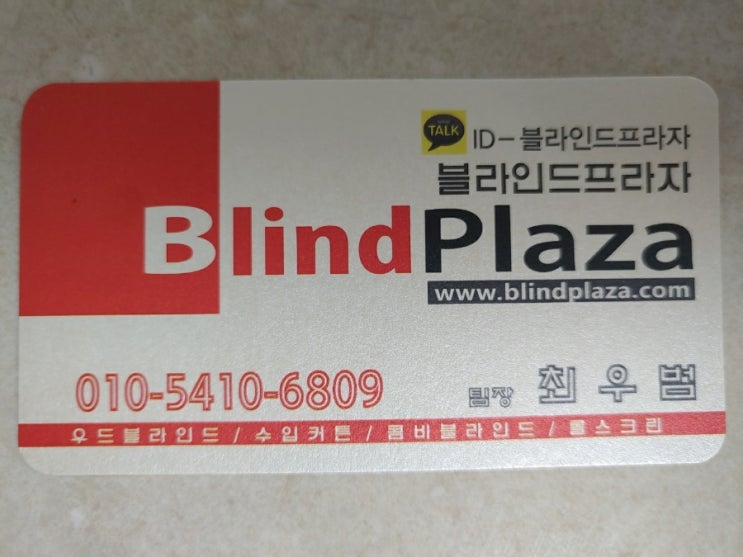 TALK ID-블라인드프라자
블라인드프라자
BlindPlaza
www.blindplaza.com
010-5410-6809 팀장 최우범
우드블라인드 / 수입커튼 / 콤비블라인드 / 롤스크린